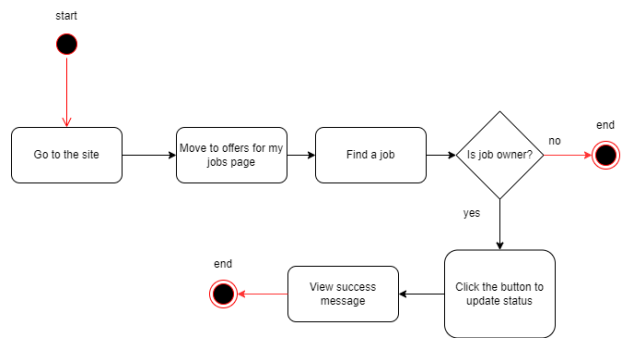 start
Go to the site
Move to offers for my
jobs page
Find a job
Is job owner?
no
end
yes
Click the button to
update status
View success
message
end